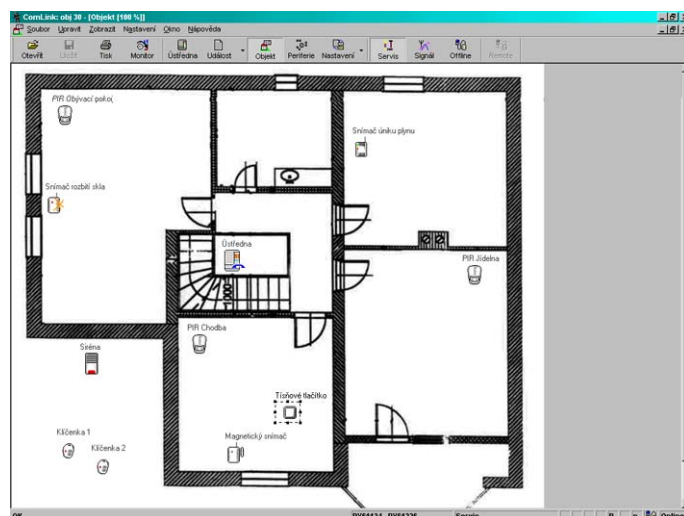 ComLink: obj 30 - [Objekt [100 %]]
Soubor Upravit Zobrazit Nastavení Okno Nápověda
Otevřít Uložit Tisk Monitor Ústředna Událost Objekt Periferie Nastavení Servis Signál Offline Remote
PIR Obývací pokoj
Snímač úniku plynu
Snímač rozbití skla
Ústředna
PIR Jídelna
1000
PIR Chodba
Siréna
Tísňové tlačítko
Klíčenka 1
Magnetický snímač
Klíčenka 2
OK Servis Online